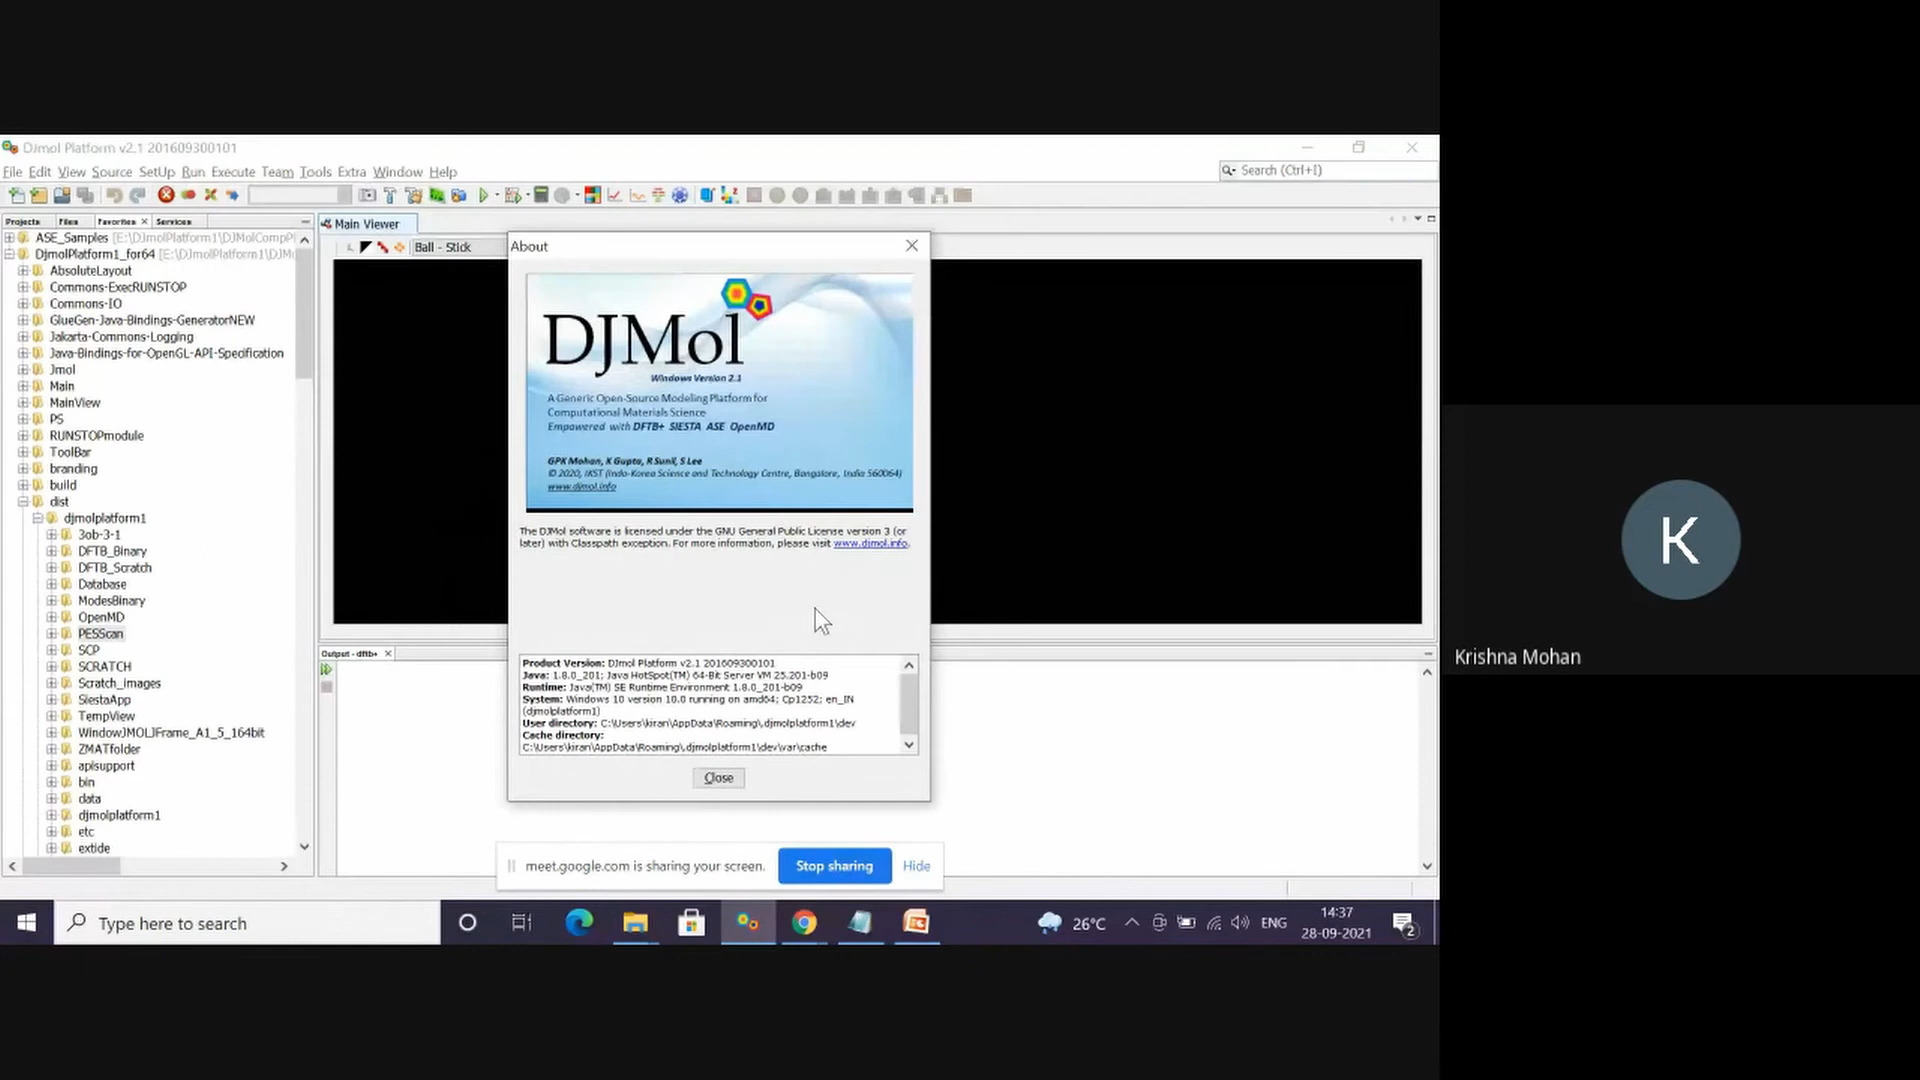 DJmol Platform v2.1 201609300101
File Edit View Source SetUp Run Execute Team Tools Extra Window Help
Search (Ctrl+I)
Projects Files Favorites Services
Main Viewer
Ball - Stick
ASE_Samples [E:\DJmolPlatform1\DJMolCompPl
DjmolPlatform1_for64 [E:\DJmolPlatform1\DJMo
AbsoluteLayout
Commons-ExecRUNSTOP
Commons-IO
GlueGen-Java-Bindings-GeneratorNEW
Jakarta-Commons-Logging
Java-Bindings-for-OpenGL-API-Specification
Jmol
Main
MainView
PS
RUNSTOPmodule
ToolBar
branding
build
dist
djmolplatform1
3ob-3-1
DFTB_Binary
DFTB_Scratch
Database
ModesBinary
OpenMD
PESScan
SCP
SCRATCH
Scratch_images
SiestaApp
TempView
WindowJMOLJFrame_A1_5_164bit
ZMATfolder
apisupport
bin
data
djmolplatform1
etc
extide
About
DJMol
Windows Version 2.1
A Generic Open-Source Modeling Platform for
Computational Materials Science
Empowered with DFTB+ SIESTA ASE OpenMD
GPK Mohan, K Gupta, R Sunil, S Lee
© 2020, IKST (Indo-Korea Science and Technology Centre, Bangalore, India 560064)
www.djmol.info
The DJMol software is licensed under the GNU General Public License version 3 (or
later) with Classpath exception. For more information, please visit www.djmol.info.
Product Version: DJmol Platform v2.1 201609300101
Java: 1.8.0_201; Java HotSpot(TM) 64-Bit Server VM 25.201-b09
Runtime: Java(TM) SE Runtime Environment 1.8.0_201-b09
System: Windows 10 version 10.0 running on amd64; Cp1252; en_IN
(djmolplatform1)
User directory: C:\Users\kiran\AppData\Roaming\.djmolplatform1\dev
Cache directory:
C:\Users\kiran\AppData\Roaming\.djmolplatform1\dev\var\cache
Close
Output - dftb+
meet.google.com is sharing your screen.
Stop sharing
Hide
Type here to search
26°C
ENG
14:37
28-09-2021
2
K
Krishna Mohan